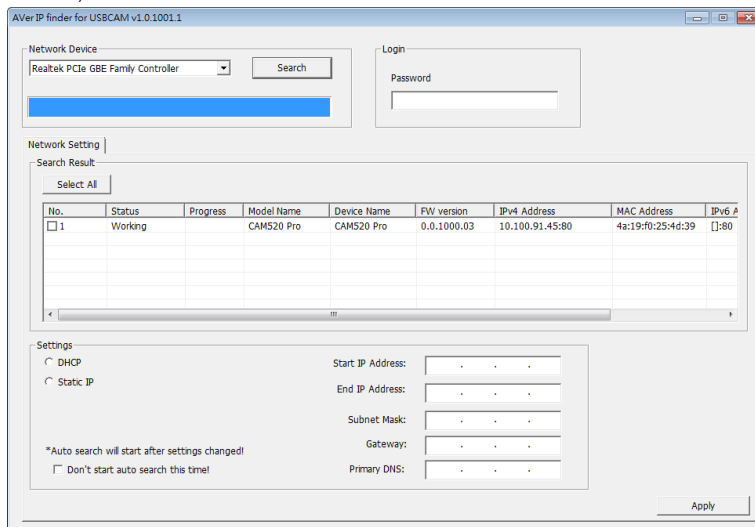 AVer IP finder for USBCAM v1.0.1001.1
Network Device
Realtek PCIe GBE Family Controller
Search
Login
Password
Network Setting
Search Result
Select All
No. Status Progress Model Name Device Name FW version IPv4 Address MAC Address IPv6 A
1 Working CAM520 Pro CAM520 Pro 0.0.1000.03 10.100.91.45:80 4a:19:f0:25:4d:39 []:80
Settings
DHCP
Static IP
Start IP Address: . . .
End IP Address: . . .
Subnet Mask: . . .
Gateway: . . .
Primary DNS: . . .
*Auto search will start after settings changed!
Don't start auto search this time!
Apply